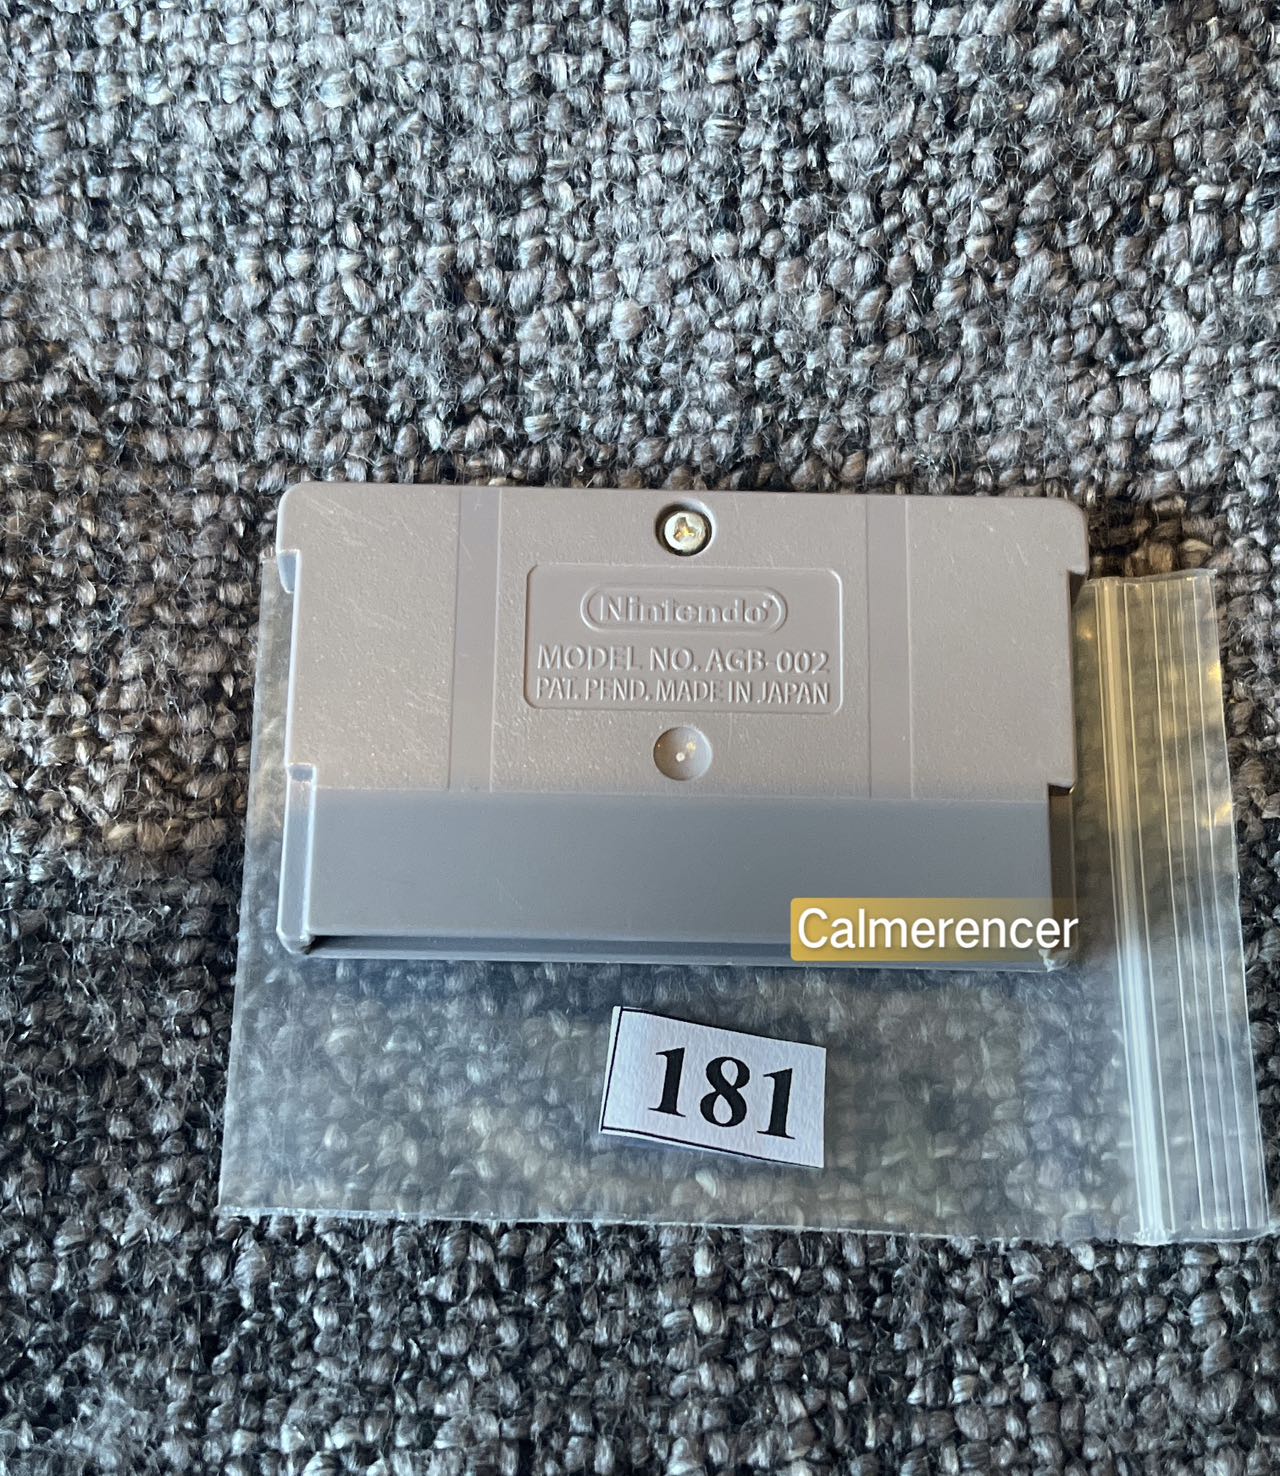 Nintendo
MODEL NO. AGB-002
PAT. PEND. MADE IN JAPAN
Calmerencer
181